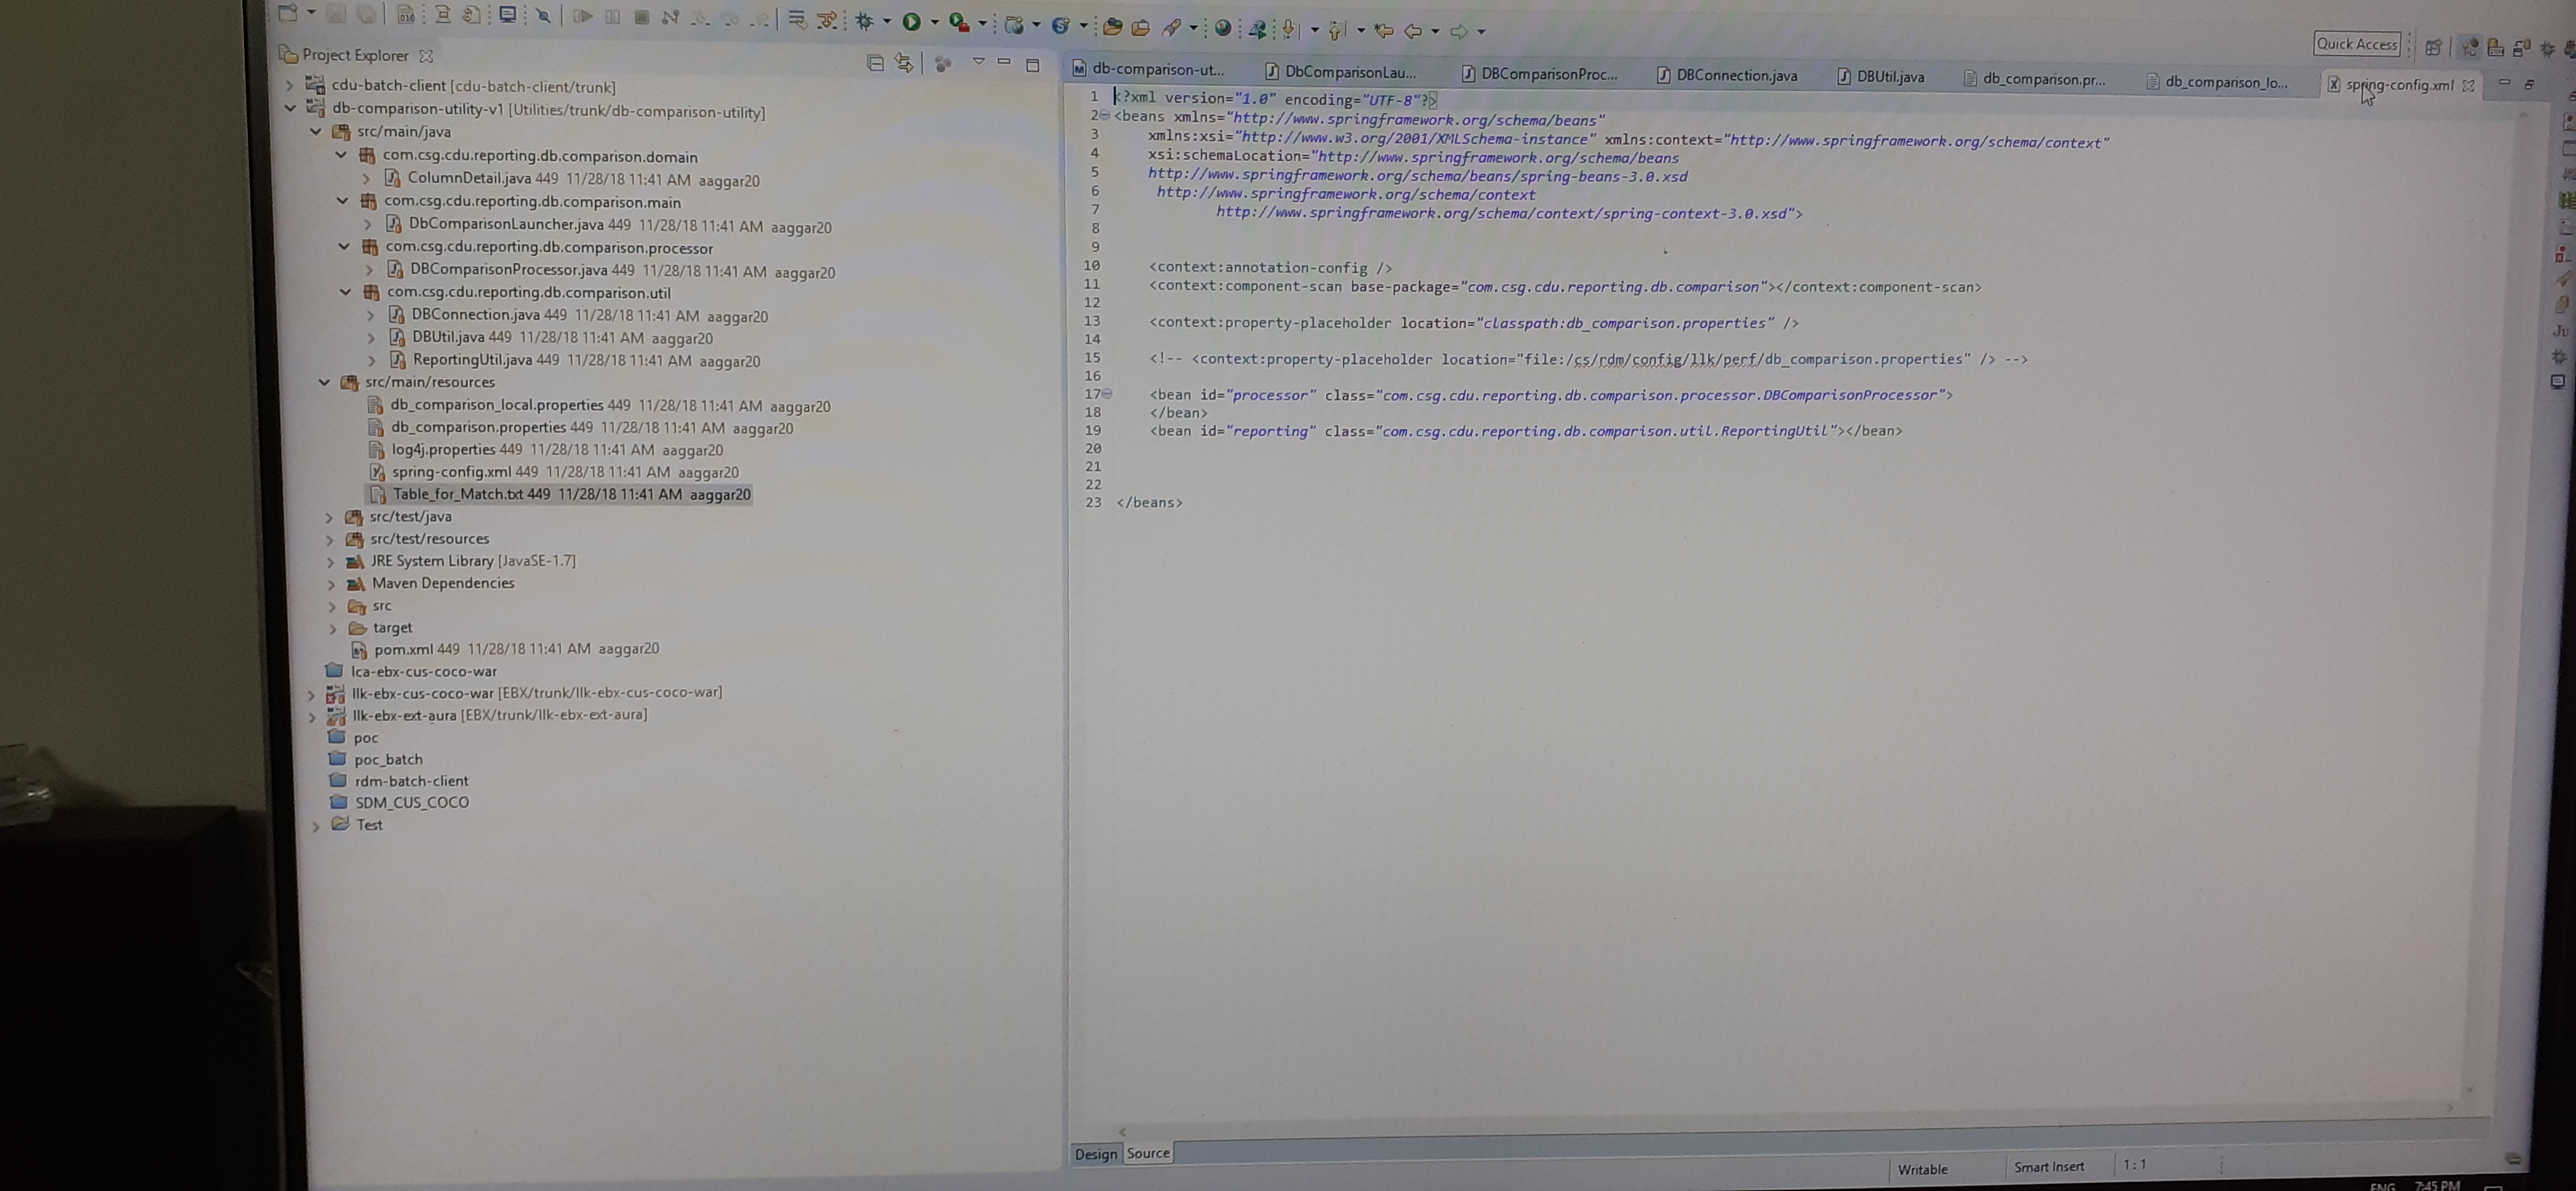 Quick Access
Project Explorer
cdu-batch-client [cdu-batch-client/trunk]
db-comparison-utility-v1 [Utilities/trunk/db-comparison-utility]
src/main/java
com.csg.cdu.reporting.db.comparison.domain
ColumnDetail.java 449 11/28/18 11:41 AM aaggar20
com.csg.cdu.reporting.db.comparison.main
DbComparisonLauncher.java 449 11/28/18 11:41 AM aaggar20
com.csg.cdu.reporting.db.comparison.processor
DBComparisonProcessor.java 449 11/28/18 11:41 AM aaggar20
com.csg.cdu.reporting.db.comparison.util
DBConnection.java 449 11/28/18 11:41 AM aaggar20
DBUtil.java 449 11/28/18 11:41 AM aaggar20
ReportingUtil.java 449 11/28/18 11:41 AM aaggar20
src/main/resources
db_comparison_local.properties 449 11/28/18 11:41 AM aaggar20
db_comparison.properties 449 11/28/18 11:41 AM aaggar20
log4j.properties 449 11/28/18 11:41 AM aaggar20
spring-config.xml 449 11/28/18 11:41 AM aaggar20
Table_for_Match.txt 449 11/28/18 11:41 AM aaggar20
src/test/java
src/test/resources
JRE System Library [JavaSE-1.7]
Maven Dependencies
src
target
pom.xml 449 11/28/18 11:41 AM aaggar20
lca-ebx-cus-coco-war
llk-ebx-cus-coco-war [EBX/trunk/llk-ebx-cus-coco-war]
llk-ebx-ext-aura [EBX/trunk/llk-ebx-ext-aura]
poc
poc_batch
rdm-batch-client
SDM_CUS_COCO
Test
db-comparison-ut... DbComparisonLau... DBComparisonProc... DBConnection.java DBUtil.java db_comparison.pr... db_comparison_lo... spring-config.xml
1 <?xml version="1.0" encoding="UTF-8"?>
2 <beans xmlns="http://www.springframework.org/schema/beans"
3 xmlns:xsi="http://www.w3.org/2001/XMLSchema-instance" xmlns:context="http://www.springframework.org/schema/context"
4 xsi:schemaLocation="http://www.springframework.org/schema/beans
5 http://www.springframework.org/schema/beans/spring-beans-3.0.xsd
6 http://www.springframework.org/schema/context
7 http://www.springframework.org/schema/context/spring-context-3.0.xsd">
8
9
10 <context:annotation-config />
11 <context:component-scan base-package="com.csg.cdu.reporting.db.comparison"></context:component-scan>
12
13 <context:property-placeholder location="classpath:db_comparison.properties" />
14
15 <!-- <context:property-placeholder location="file:/cs/rdm/config/llk/perf/db_comparison.properties" /> -->
16
17 <bean id="processor" class="com.csg.cdu.reporting.db.comparison.processor.DBComparisonProcessor">
18 </bean>
19 <bean id="reporting" class="com.csg.cdu.reporting.db.comparison.util.ReportingUtil"></bean>
20
21
22
23 </beans>
Design Source
Writable Smart Insert 1 : 1
ENG 7:45 PM